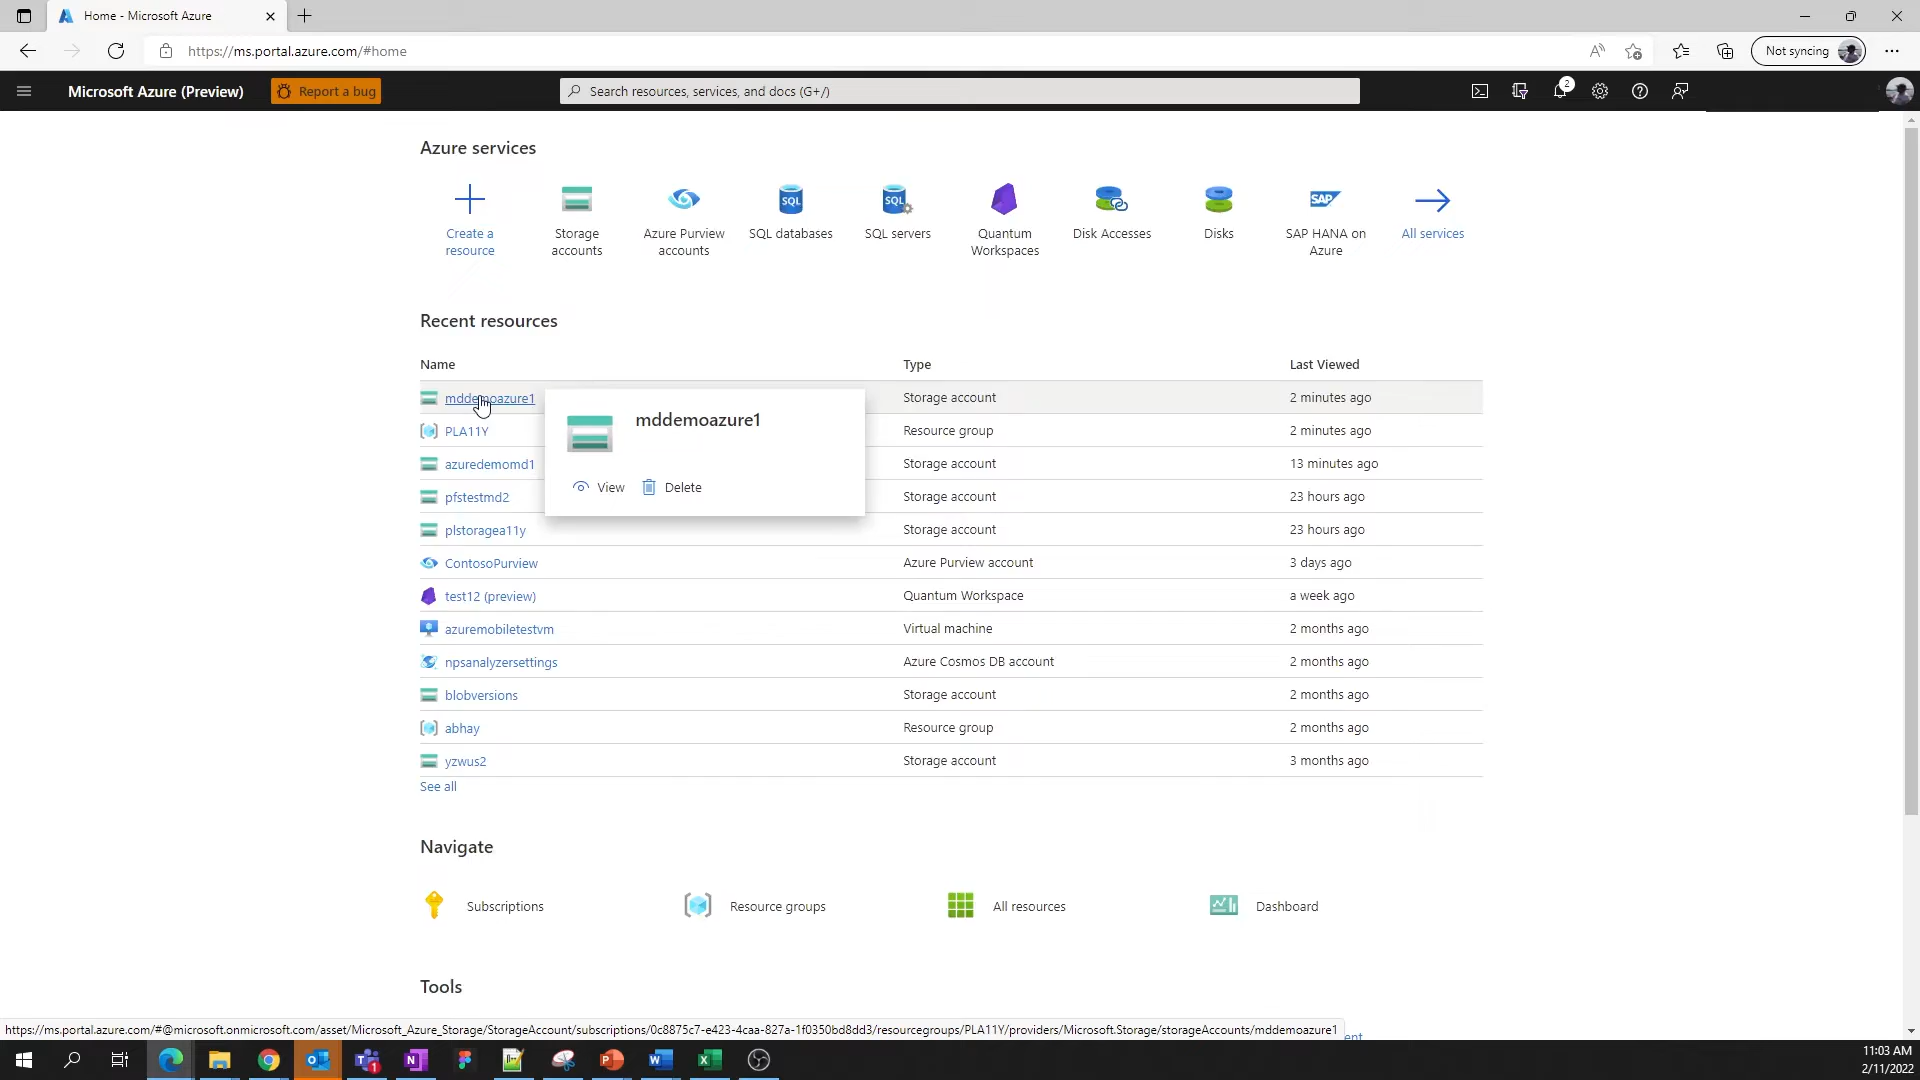 Home - Microsoft Azure
https://ms.portal.azure.com/#home
Not syncing
Microsoft Azure (Preview)
Report a bug
Search resources, services, and docs (G+/)
2
Azure services
Create a
resource
Storage
accounts
Azure Purview
accounts
SQL
SQL databases
SQL
SQL servers
Quantum
Workspaces
Disk Accesses
Disks
SAP
SAP HANA on
Azure
All services
Recent resources
Name Type Last Viewed
mddemoazure1 Storage account 2 minutes ago
mddemoazure1
View Delete
PLA11Y Resource group 2 minutes ago
azuredemomd1 Storage account 13 minutes ago
pfstestmd2 Storage account 23 hours ago
plstoragea11y Storage account 23 hours ago
ContosoPurview Azure Purview account 3 days ago
test12 (preview) Quantum Workspace a week ago
azuremobiletestvm Virtual machine 2 months ago
npsanalyzersettings Azure Cosmos DB account 2 months ago
blobversions Storage account 2 months ago
abhay Resource group 2 months ago
yzwus2 Storage account 3 months ago
See all
Navigate
Subscriptions Resource groups All resources Dashboard
Tools
https://ms.portal.azure.com/#@microsoft.onmicrosoft.com/asset/Microsoft_Azure_Storage/StorageAccount/subscriptions/0c8875c7-e423-4caa-827a-1f0350bd8dd3/resourcegroups/PLA11Y/providers/Microsoft.Storage/storageAccounts/mddemoazure1
11:03 AM
2/11/2022